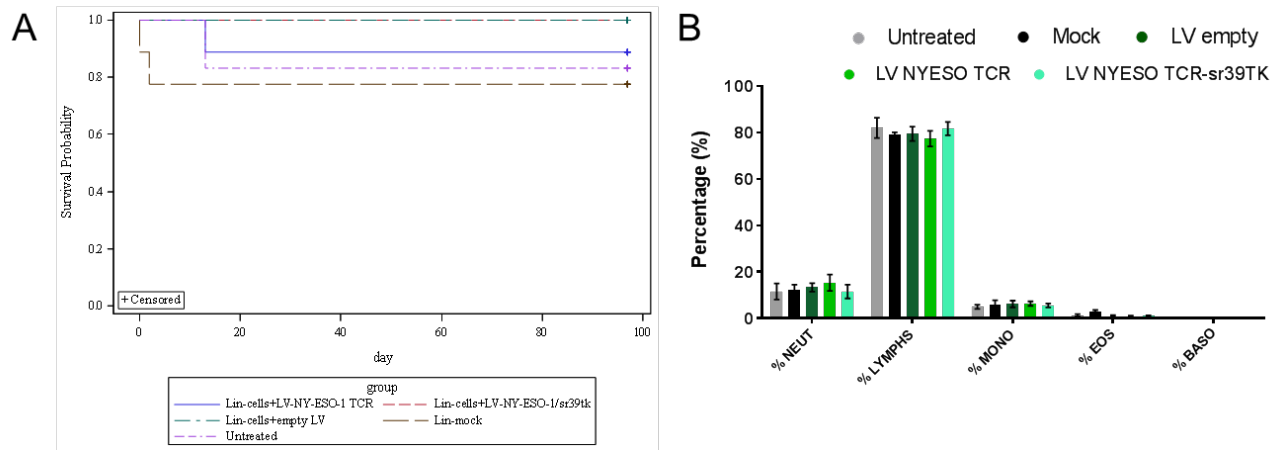 A
Survival Probability
1.0
0.8
0.6
0.4
0.2
0.0
+ Censored
0 20 40 60 80 100
day
group
Lin-cells+LV-NY-ESO-1 TCR Lin-cells+LV-NY-ESO-1/sr39tk
Lin-cells+empty LV Lin-mock
Untreated
B
Untreated Mock LV empty
LV NYESO TCR LV NYESO TCR-sr39TK
Percentage (%)
100
80
60
40
20
0
% NEUT % LYMPHS % MONO % EOS % BASO